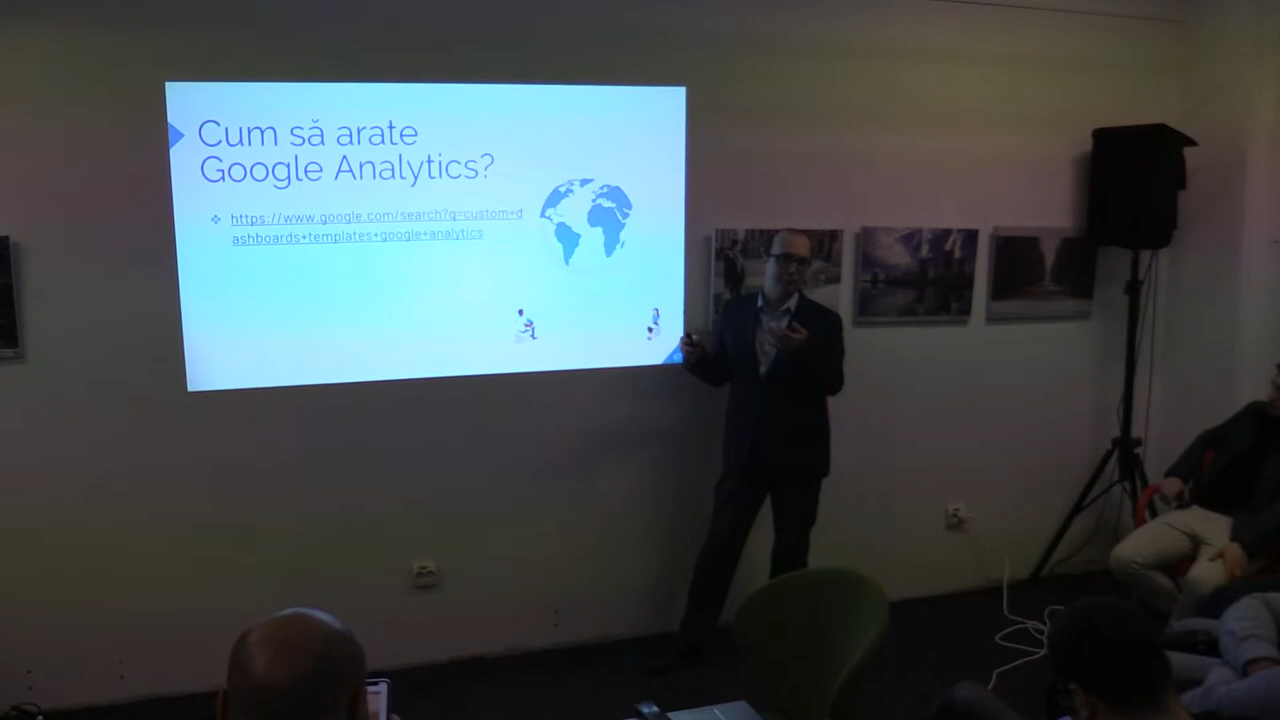 Cum să arate
Google Analytics?
https://www.google.com/search?q=custom+d
ashboards+templates+google+analytics